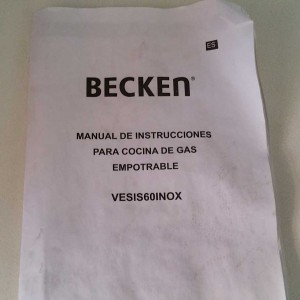 ES
BECKEN®
MANUAL DE INSTRUCCIONES
PARA COCINA DE GAS
EMPOTRABLE
VESIS60INOX